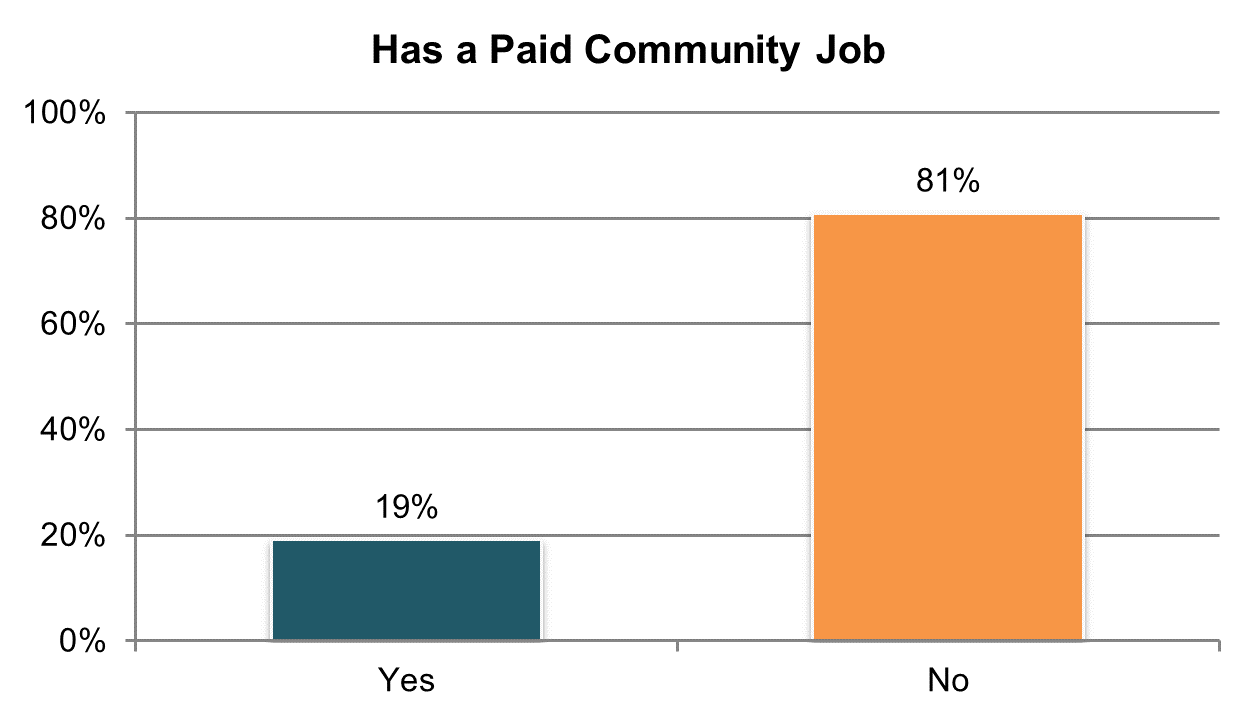 Has a Paid Community Job
100%
80%
60%
40%
20%
0%
19%
81%
Yes
No